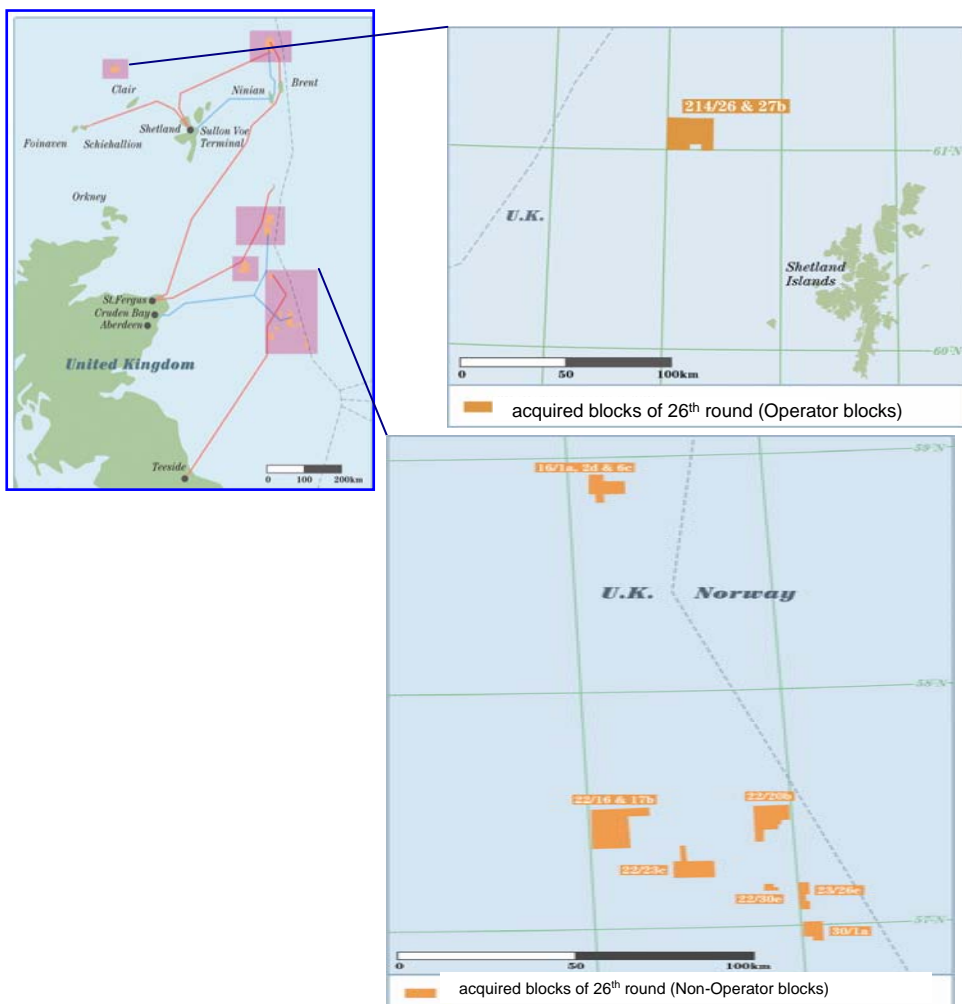 Clair
Ninian
Brent
Shetland
Sullon Voe
Terminal
Foinaven
Schiehallion
Orkney
St.Fergus
Cruden Bay
Aberdeen
United Kingdom
Teeside
0 100 200km
214/26 & 27b
61°N
U.K.
Shetland
Islands
60°N
0 50 100km
acquired blocks of 26th round (Operator blocks)
59°N
16/1a, 2d & 6c
U.K. Norway
58°N
22/16 & 17b
22/20b
22/23c
22/30e
23/26e
57°N
30/1a
0 50 100km
acquired blocks of 26th round (Non-Operator blocks)